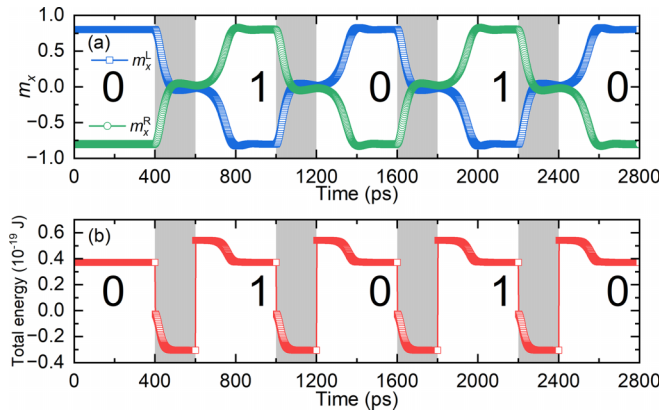 1.0
(a)
0.5
m_x^L
m_x
0.0
0 1 0 1 0
-0.5
m_x^R
-1.0
0 400 800 1200 1600 2000 2400 2800
Time (ps)
(b)
0.6
0.4
Total energy (10⁻¹⁹ J)
0.2
0 1 0 1 0
0.0
-0.2
-0.4
0 400 800 1200 1600 2000 2400 2800
Time (ps)